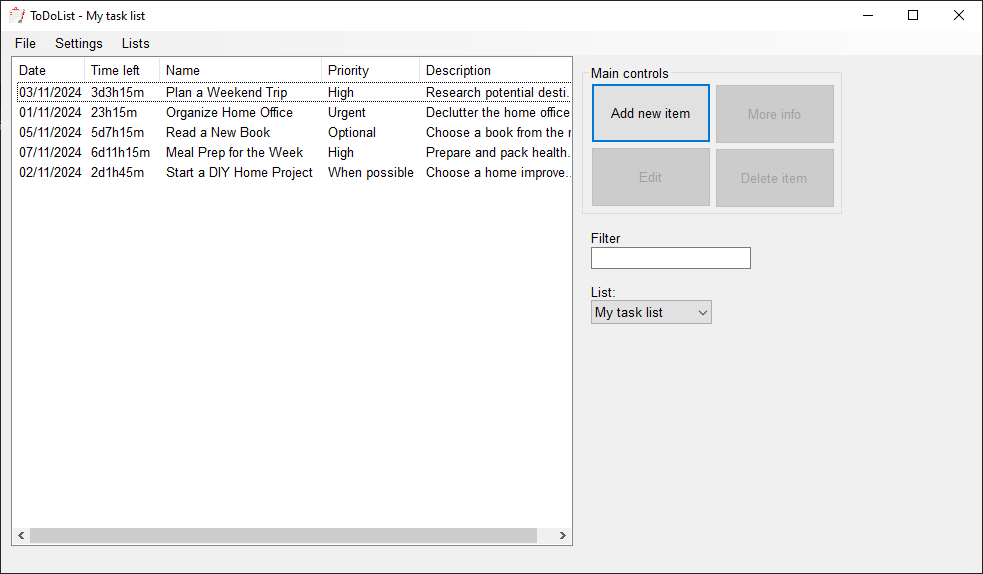 ToDoList - My task list
File Settings Lists
Date Time left Name Priority Description
03/11/2024 3d3h15m Plan a Weekend Trip High Research potential desti...
01/11/2024 23h15m Organize Home Office Urgent Declutter the home office
05/11/2024 5d7h15m Read a New Book Optional Choose a book from the
07/11/2024 6d11h15m Meal Prep for the Week High Prepare and pack health...
02/11/2024 2d1h45m Start a DIY Home Project When possible Choose a home improve...
Main controls
Add new item More info
Edit Delete item
Filter
List:
My task list